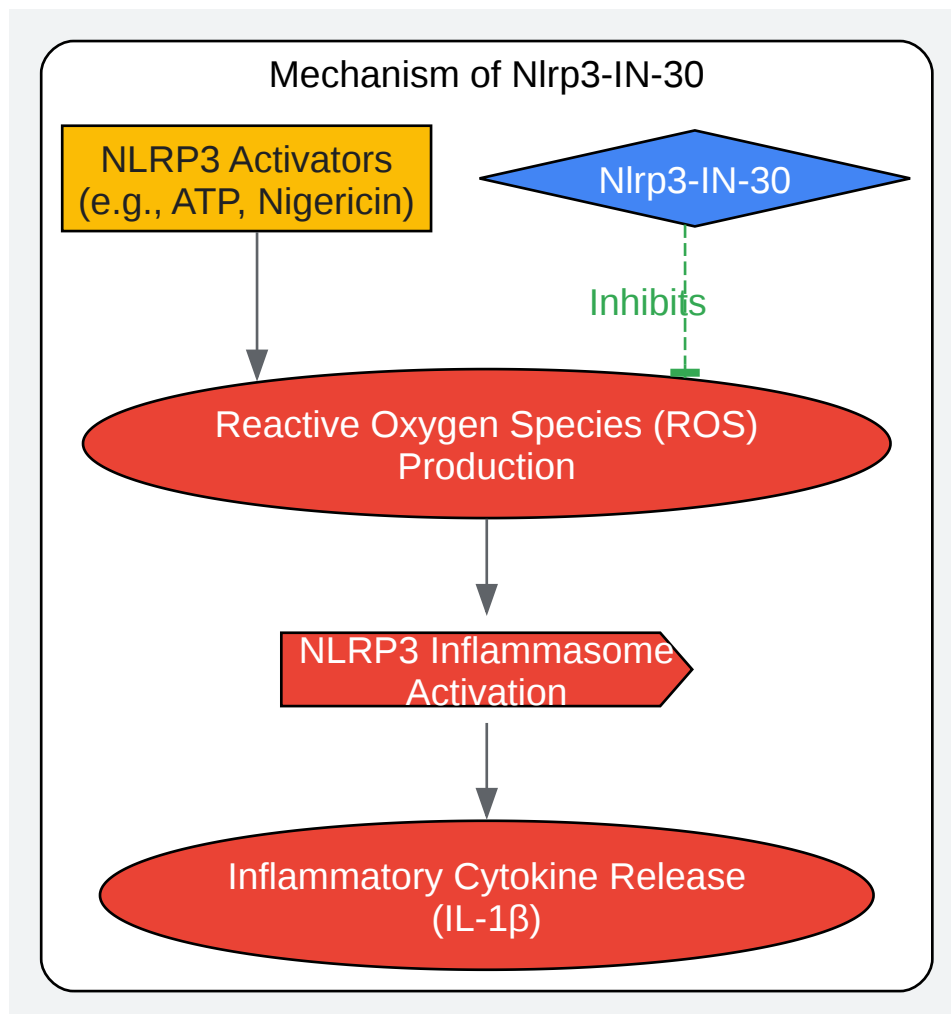 Mechanism of Nlrp3-IN-30
NLRP3 Activators
(e.g., ATP, Nigericin)
Nlrp3-IN-30
Inhibits
Reactive Oxygen Species (ROS)
Production
NLRP3 Inflammasome
Activation
Inflammatory Cytokine Release
(IL-1β)